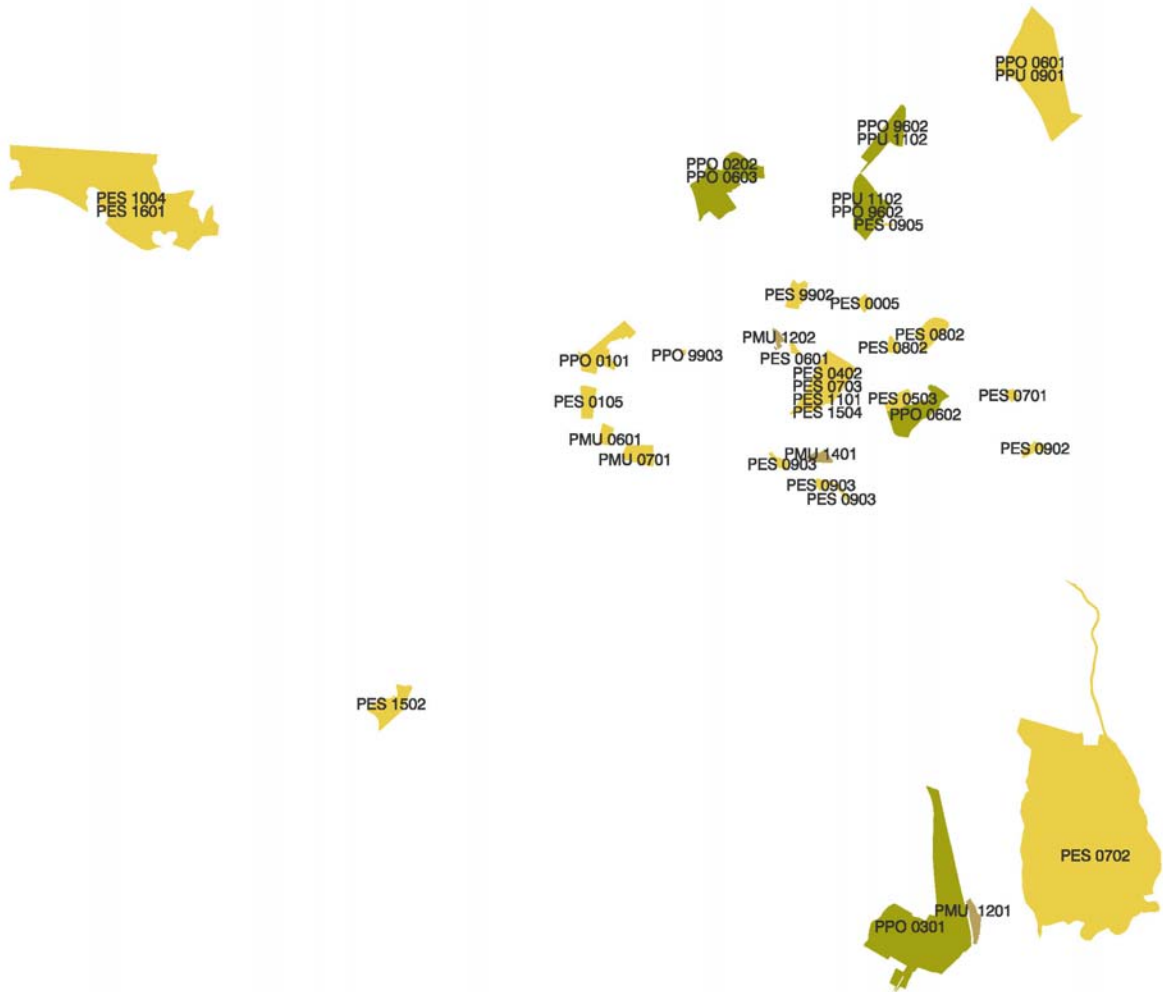 PPO 0601
PPU 0901
PPO 9602
PPU 1102
PPO 0202
PPO 0603
PES 1004
PES 1601
PPU 1102
PPO 9602
PES 0905
PES 9902
PES 0005
PMU 1202
PES 0802
PES 0802
PPO 0101
PPO 9903
PES 0601
PES 0402
PES 0703
PES 1101
PES 1504
PES 0105
PES 0503
PPO 0602
PES 0701
PMU 0601
PMU 0701
PMU 1401
PES 0903
PES 0902
PES 0903
PES 0903
PES 1502
PES 0702
PMU 1201
PPO 0301